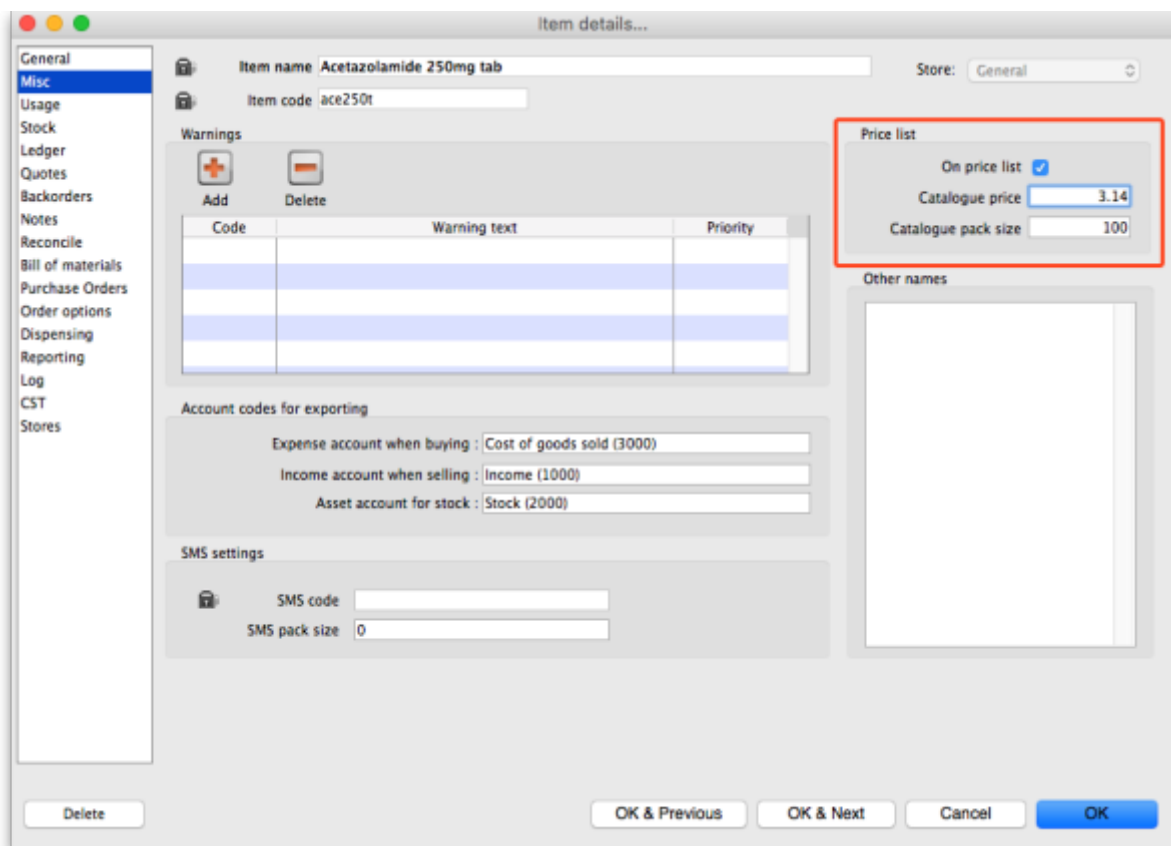 Item details...
General
Misc
Usage
Stock
Ledger
Quotes
Backorders
Notes
Reconcile
Bill of materials
Purchase Orders
Order options
Dispensing
Reporting
Log
CST
Stores
Item name Acetazolamide 250mg tab
Store: General
Item code ace250t
Warnings
Add Delete
Code Warning text Priority
Price list
On price list
Catalogue price 3.14
Catalogue pack size 100
Other names
Account codes for exporting
Expense account when buying : Cost of goods sold (3000)
Income account when selling : Income (1000)
Asset account for stock : Stock (2000)
SMS settings
SMS code
SMS pack size 0
Delete OK & Previous OK & Next Cancel OK